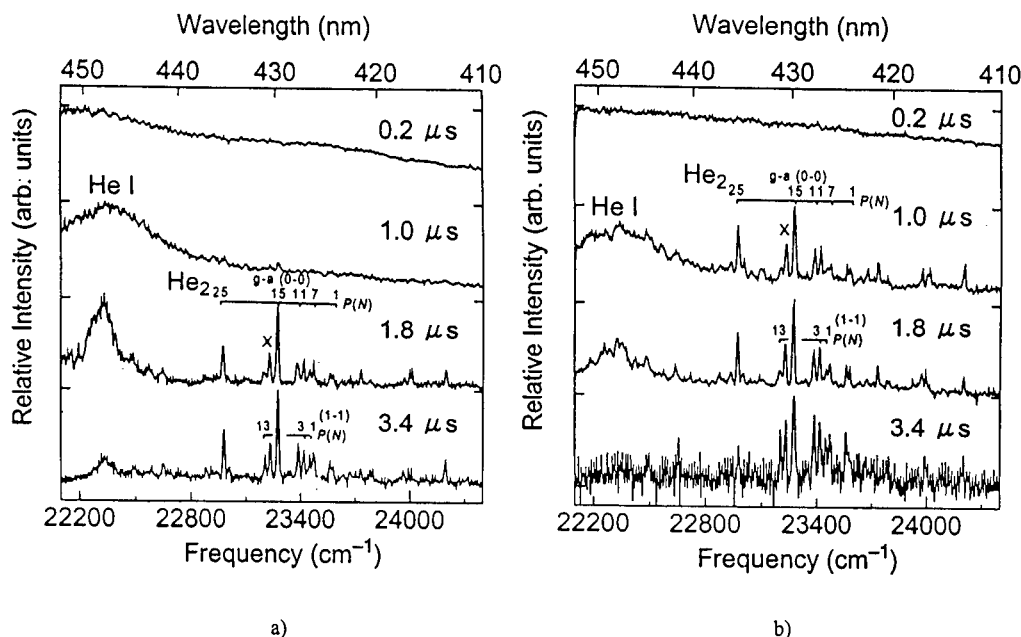 Wavelength (nm)
450 440 430 420 410
Relative Intensity (arb. units)
0.2 μs
He I
1.0 μs
He2 g-a (0-0)
25 15 11 7 1 P(N)
x
1.8 μs
(1-1)
13 3 1 P(N)
3.4 μs
22200 22800 23400 24000
Frequency (cm−1)
a)
Wavelength (nm)
450 440 430 420 410
Relative Intensity (arb. units)
0.2 μs
He2 g-a (0-0)
25 15 11 7 1 P(N)
He I
x
1.0 μs
(1-1)
13 3 1 P(N)
1.8 μs
3.4 μs
22200 22800 23400 24000
Frequency (cm−1)
b)